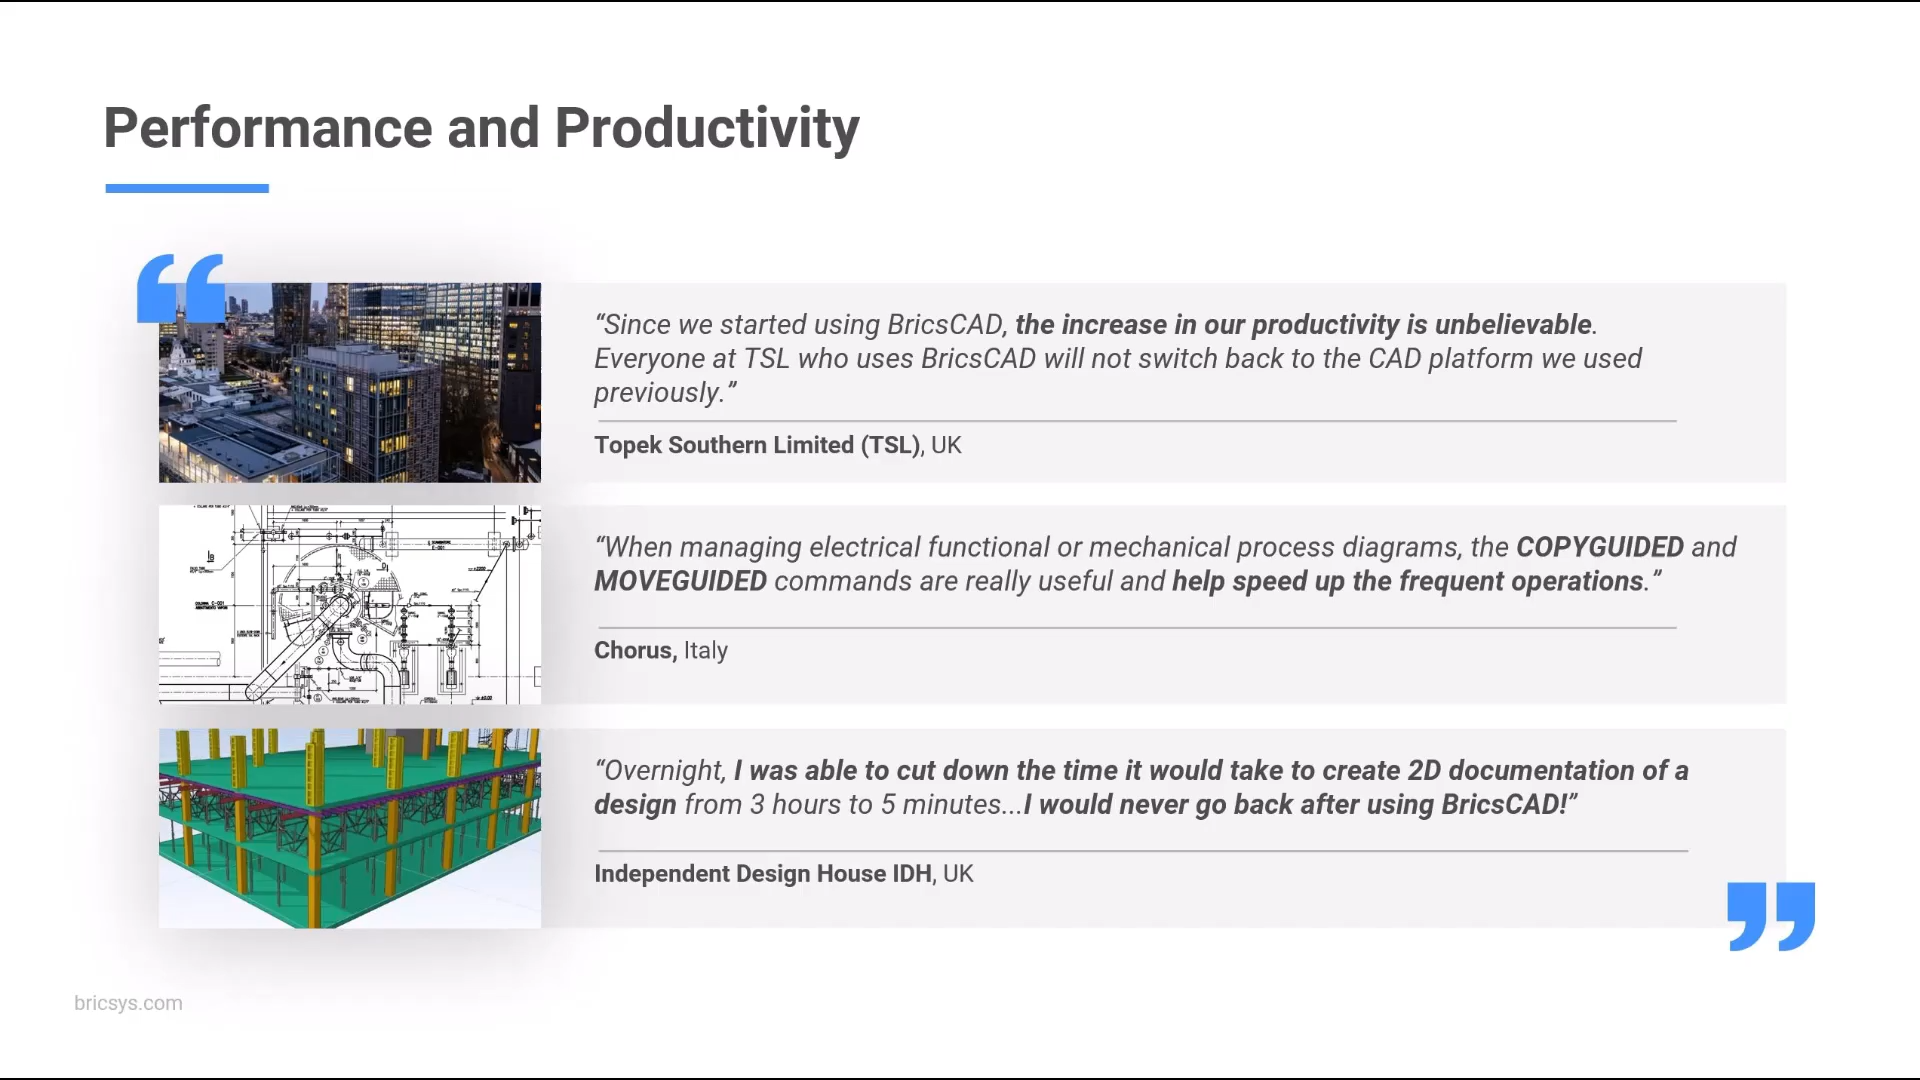 Performance and Productivity
“Since we started using BricsCAD, the increase in our productivity is unbelievable.
Everyone at TSL who uses BricsCAD will not switch back to the CAD platform we used
previously.”
Topek Southern Limited (TSL), UK
“When managing electrical functional or mechanical process diagrams, the COPYGUIDED and
MOVEGUIDED commands are really useful and help speed up the frequent operations.”
Chorus, Italy
“Overnight, I was able to cut down the time it would take to create 2D documentation of a
design from 3 hours to 5 minutes...I would never go back after using BricsCAD!”
Independent Design House IDH, UK
bricsys.com